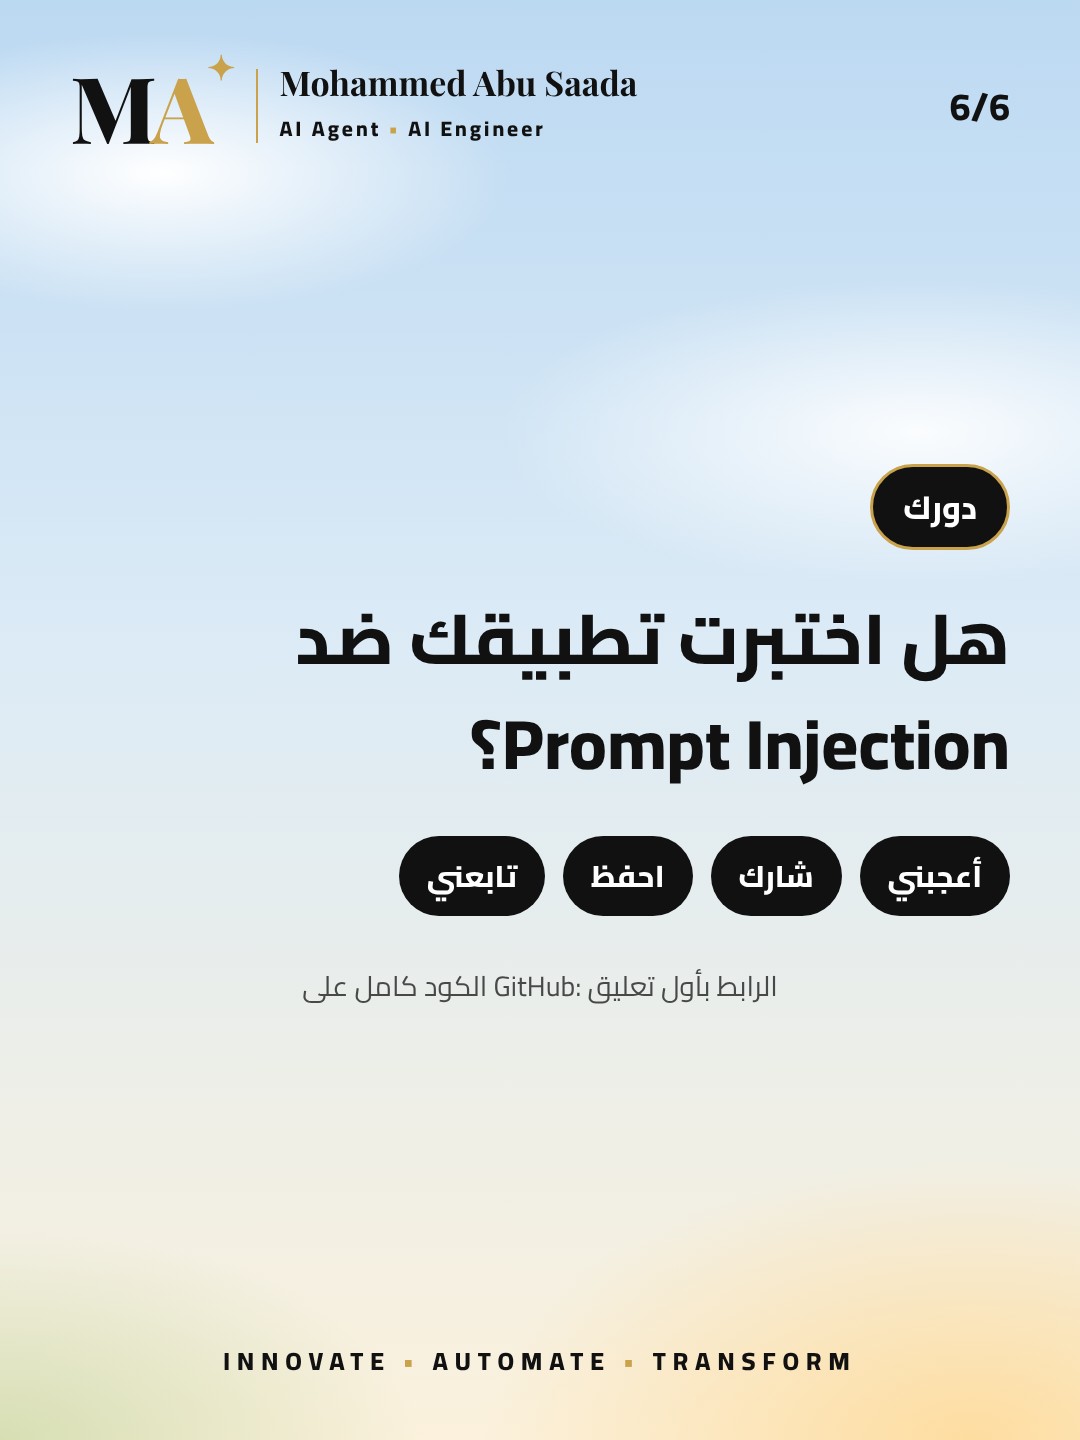 MA
Mohammed Abu Saada
AI Agent ▪ AI Engineer
6/6
دورك
هل اختبرت تطبيقك ضد
Prompt Injection؟
أعجبني
شارك
احفظ
تابعني
الرابط بأول تعليق :GitHub الكود كامل على
INNOVATE ▪ AUTOMATE ▪ TRANSFORM